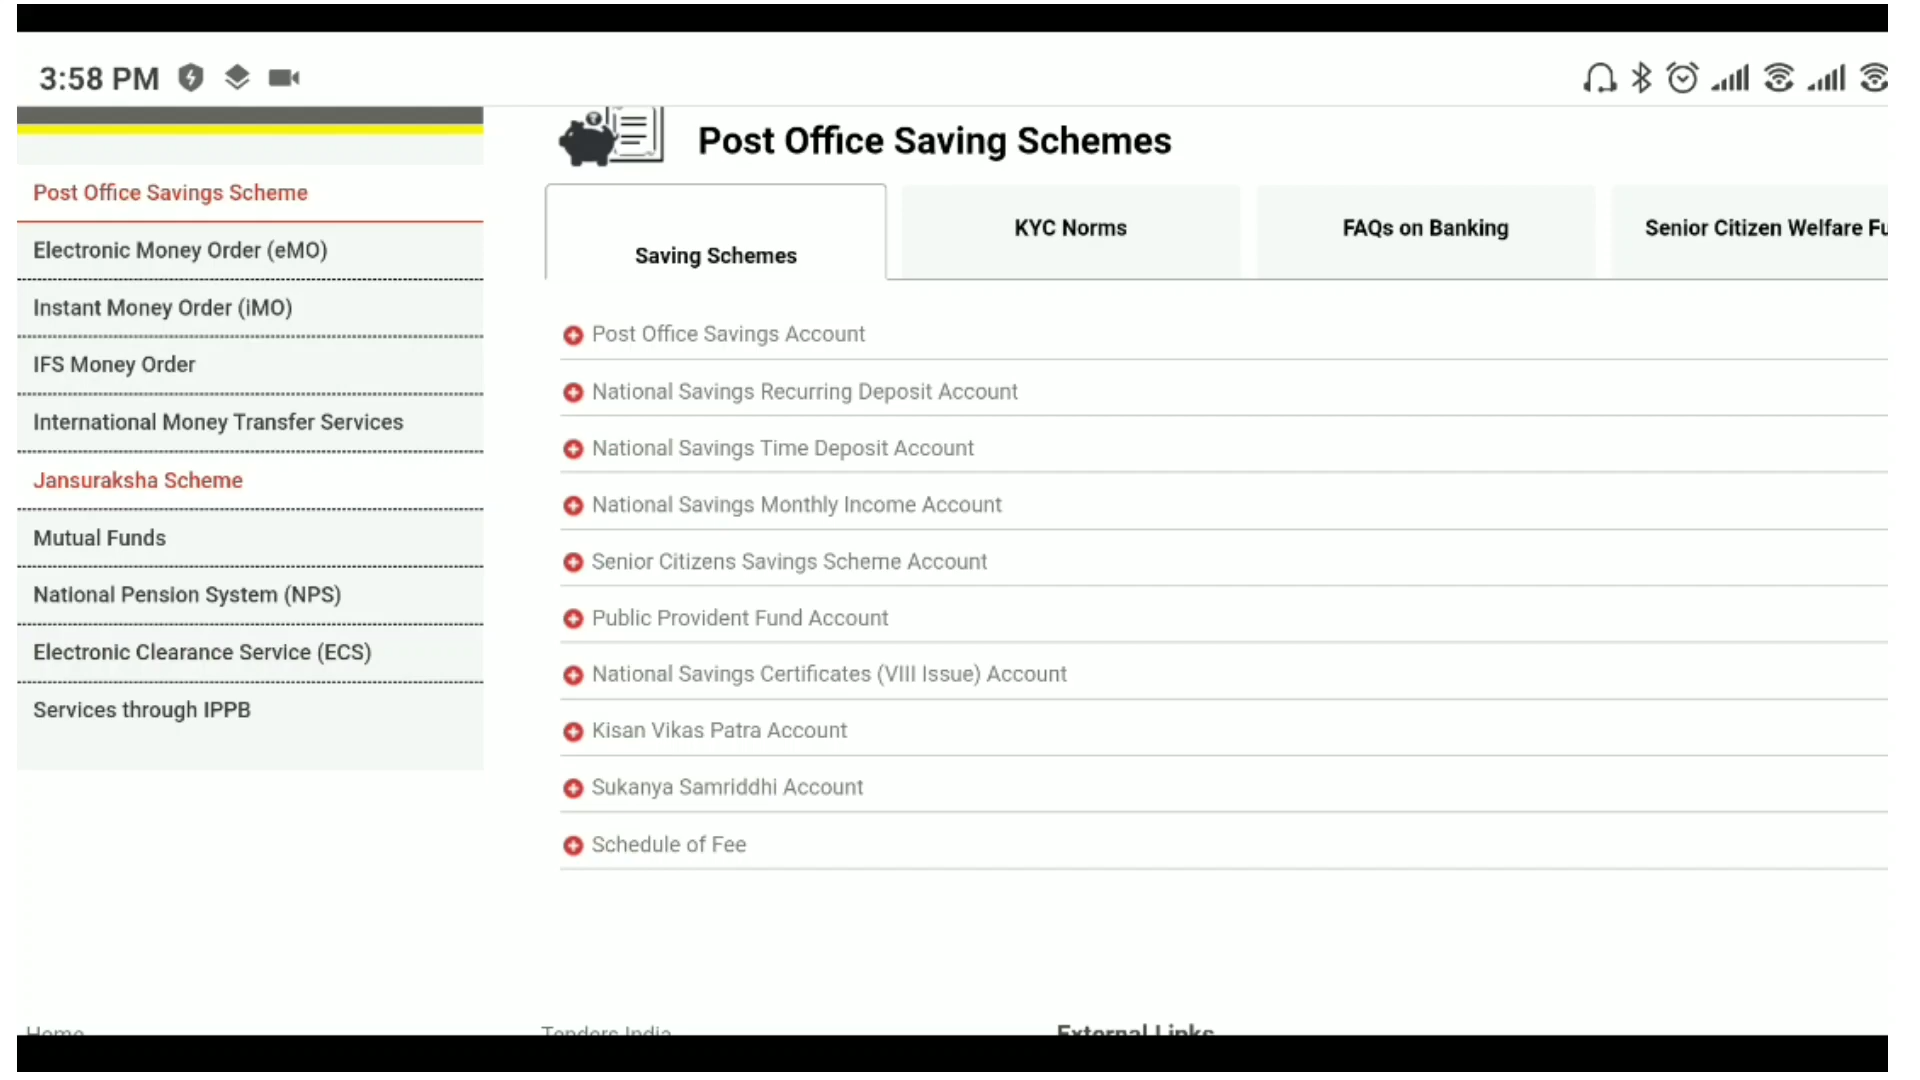 3:58 PM
Post Office Saving Schemes
Post Office Savings Scheme
Electronic Money Order (eMO)
Instant Money Order (iMO)
IFS Money Order
International Money Transfer Services
Jansuraksha Scheme
Mutual Funds
National Pension System (NPS)
Electronic Clearance Service (ECS)
Services through IPPB
Saving Schemes
KYC Norms
FAQs on Banking
Senior Citizen Welfare Fu
Post Office Savings Account
National Savings Recurring Deposit Account
National Savings Time Deposit Account
National Savings Monthly Income Account
Senior Citizens Savings Scheme Account
Public Provident Fund Account
National Savings Certificates (VIII Issue) Account
Kisan Vikas Patra Account
Sukanya Samriddhi Account
Schedule of Fee
Home
Tenders India
External Links